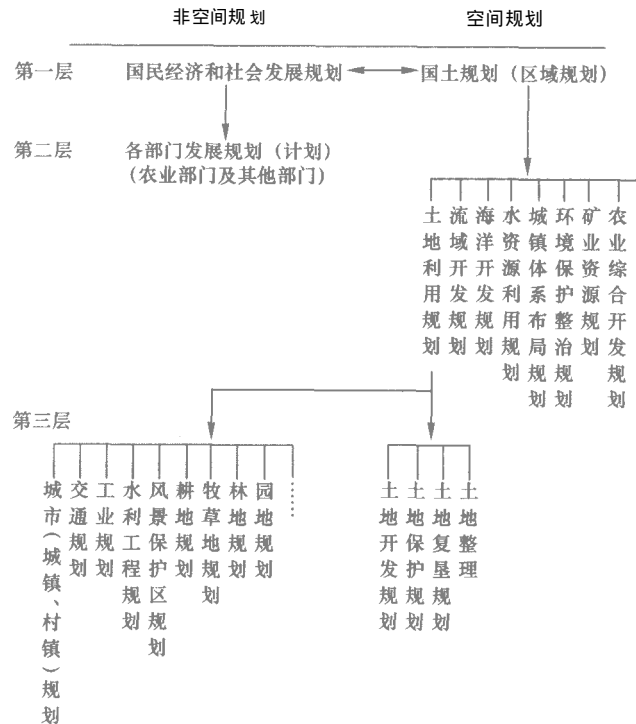 非空间规划
空间规划
第一层
国民经济和社会发展规划
国土规划（区域规划）
第二层
各部门发展规划（计划）
（农业部门及其他部门）
土地利用规划
流域开发规划
海洋开发规划
水资源利用规划
城镇体系布局规划
环境保护整治规划
矿业资源规划
农业综合开发规划
第三层
城市（城镇、村镇）规划
交通规划
工业规划
水利工程规划
风景保护区规划
耕地规划
牧草地规划
林地规划
园地规划
……
土地开发规划
土地保护规划
土地复垦规划
土地整理